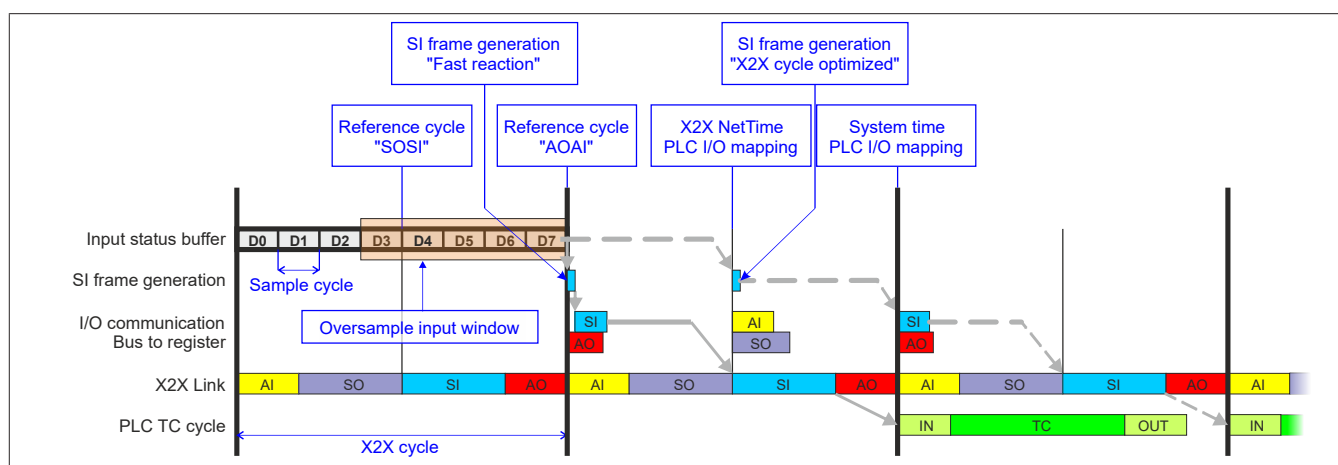 SI frame generation
"Fast reaction"
SI frame generation
"X2X cycle optimized"
Reference cycle
"SOSI"
Reference cycle
"AOAI"
X2X NetTime
PLC I/O mapping
System time
PLC I/O mapping
Input status buffer
D0 D1 D2 D3 D4 D5 D6 D7
Sample cycle
SI frame generation
Oversample input window
I/O communication
Bus to register
SI AI SI
AO SO AO
X2X Link
AI SO SI AO AI SO SI AO AI SO SI AO AI
PLC TC cycle
IN TC OUT IN
X2X cycle